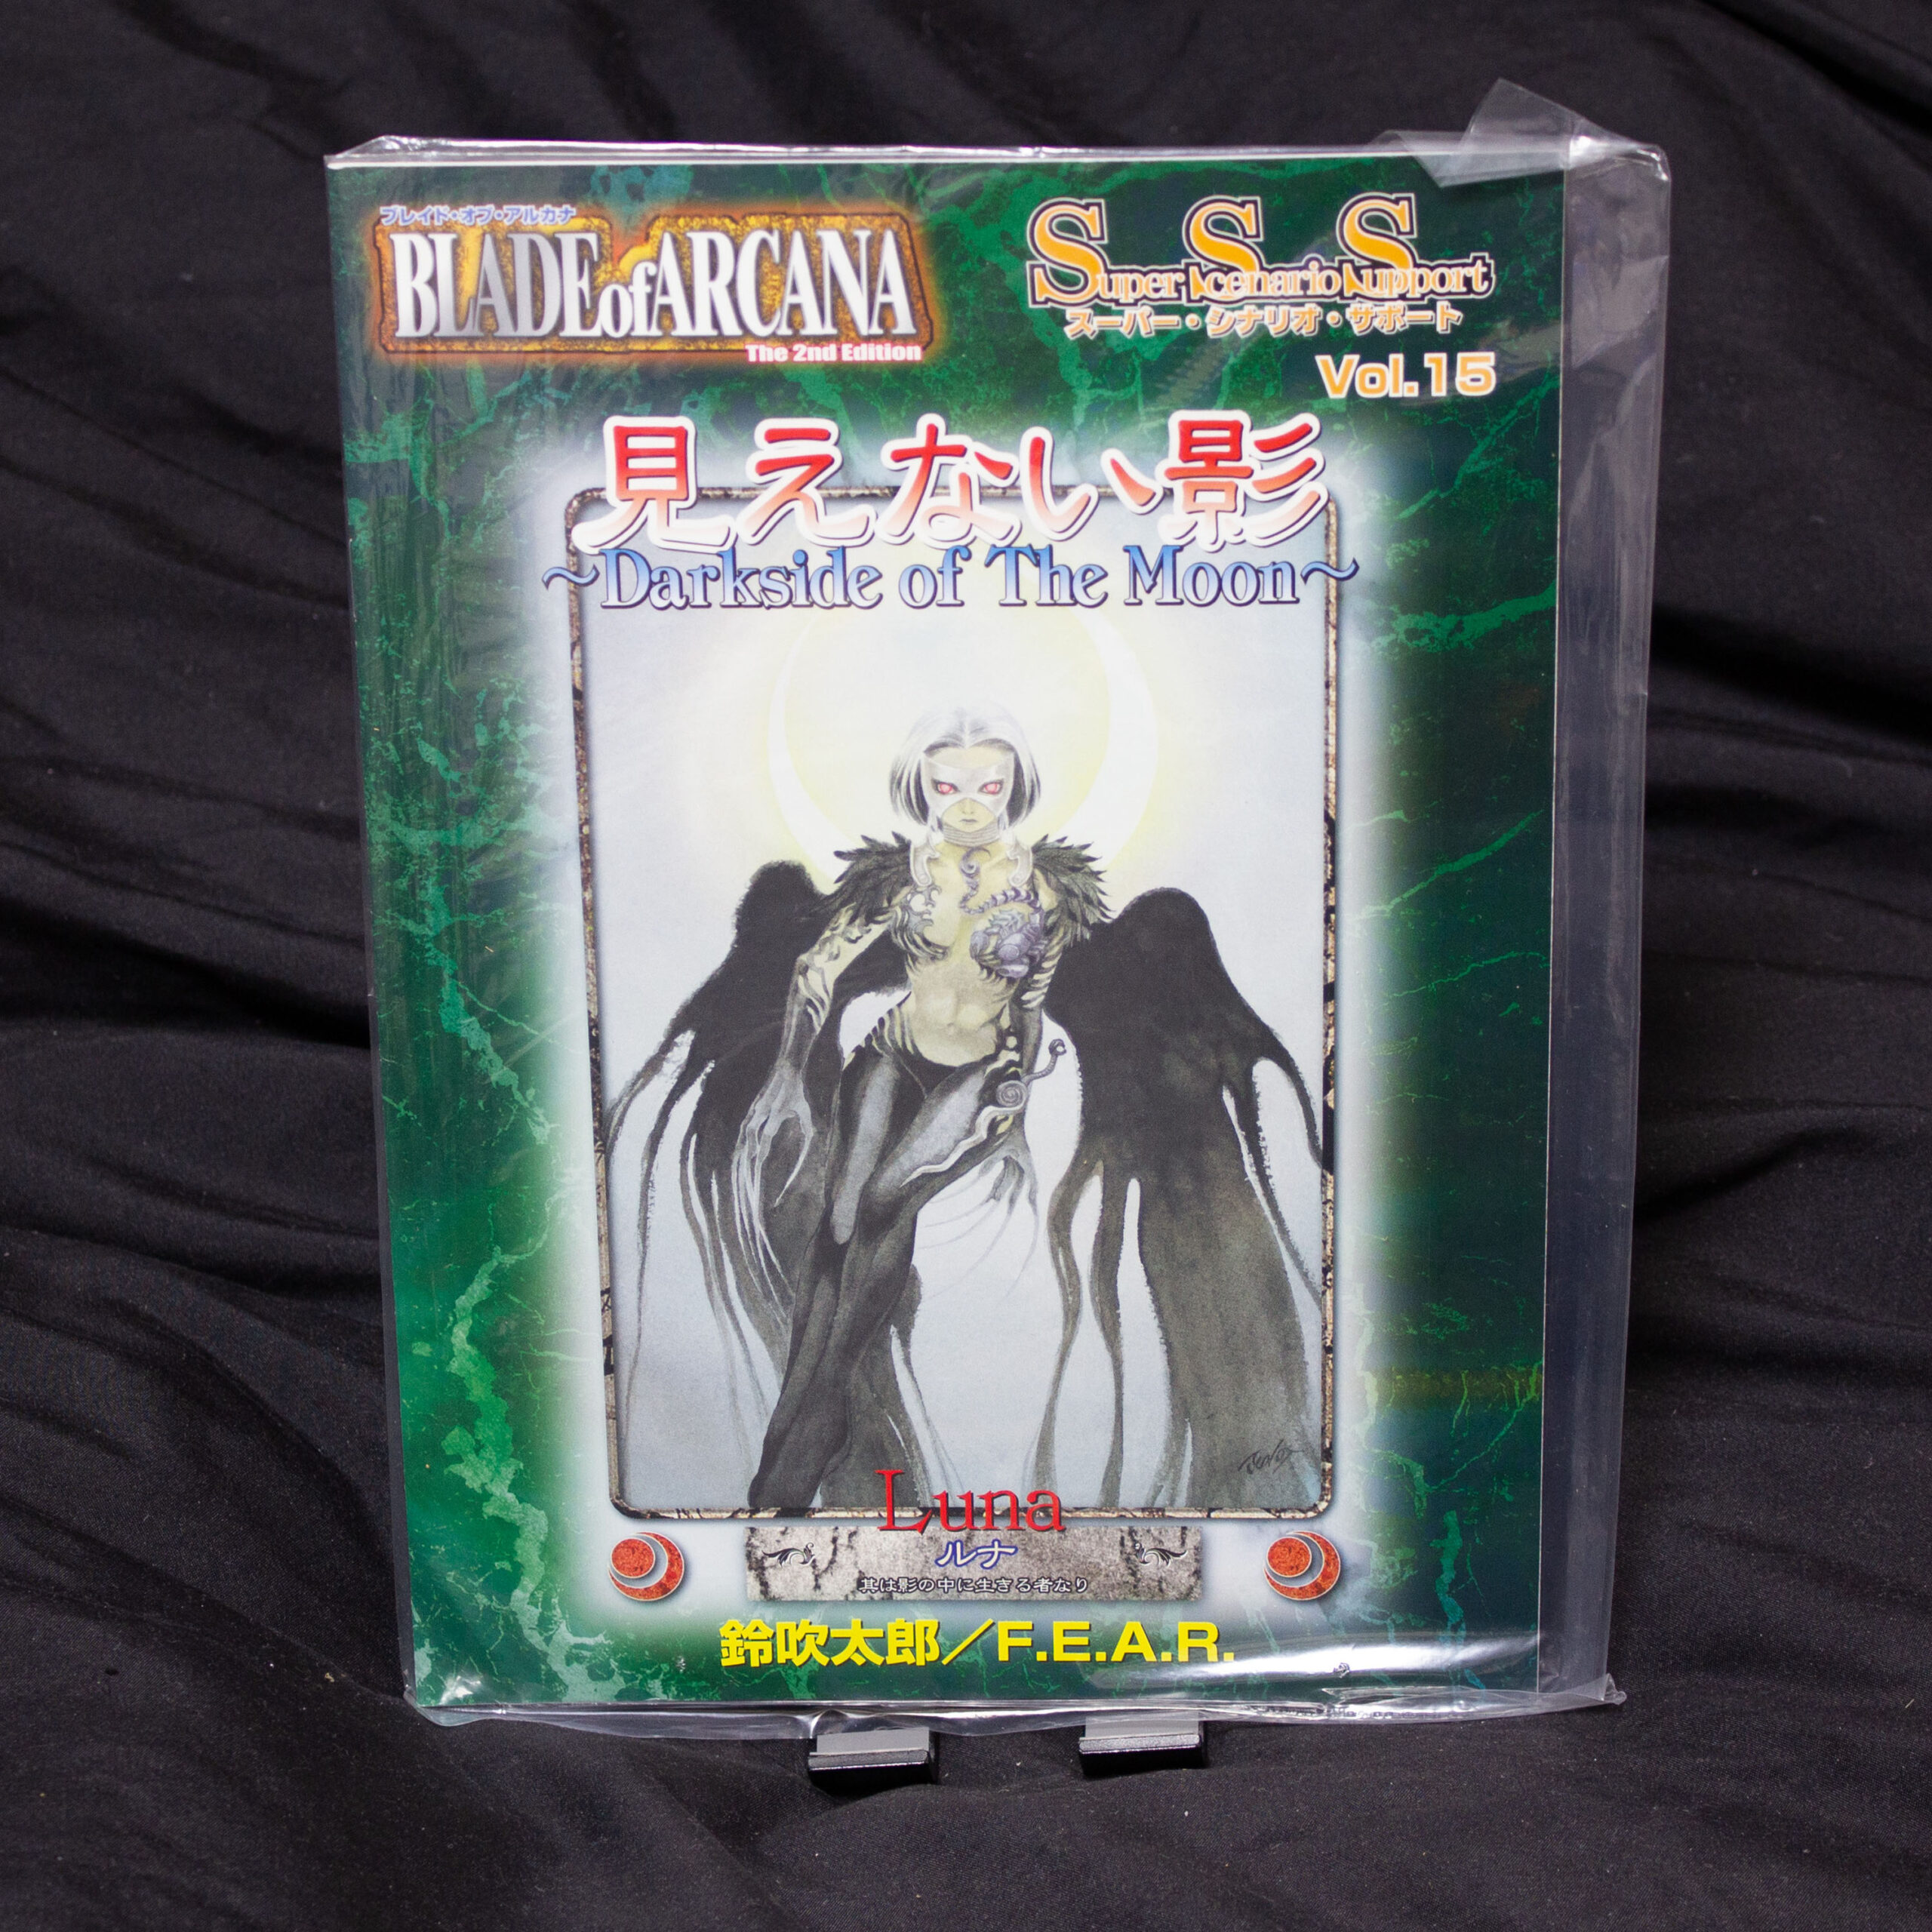 ブレイド・オブ・アルカナ
BLADE of ARCANA
The 2nd Edition
Super Scenario Support
スーパー・シナリオ・サポート
Vol.15
見えない影
～Darkside of The Moon～
Luna
ルナ
其は影の中に生きる者なり
鈴吹太郎／F.E.A.R.